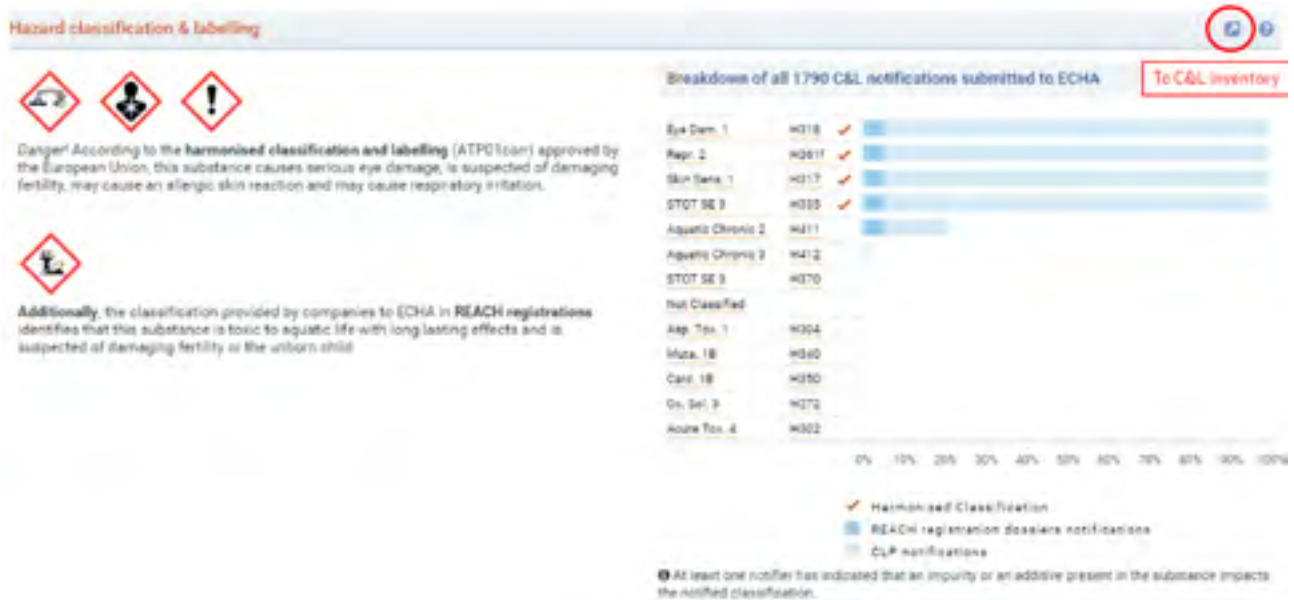 Hazard classification & labelling
Breakdown of all 1790 C&L notifications submitted to ECHA
To C&L inventory
Danger! According to the harmonised classification and labelling (ATP01corr) approved by
the European Union, this substance causes serious eye damage, is suspected of damaging
fertility, may cause an allergic skin reaction and may cause respiratory irritation.
Additionally, the classification provided by companies to ECHA in REACH registrations
identifies that this substance is toxic to aquatic life with long lasting effects and is
suspected of damaging fertility or the unborn child
Eye Dam. 1 H318
Repr. 2 H361f
Skin Sens. 1 H317
STOT SE 3 H335
Aquatic Chronic 2 H411
Aquatic Chronic 3 H412
STOT SE H370
Not Classified
Asp. Tox. 1 H304
Muta. 1B H340
Carc. 1B H350
Ox. Sol. 3 H272
Acute Tox. 4 H302
0% 10% 20% 30% 40% 50% 60% 70% 80% 90% 100%
Harmonised Classification
REACH registration dossiers notifications
CLP notifications
At least one notifier has indicated that an impurity or an additive present in the substance impacts
the notified classification.